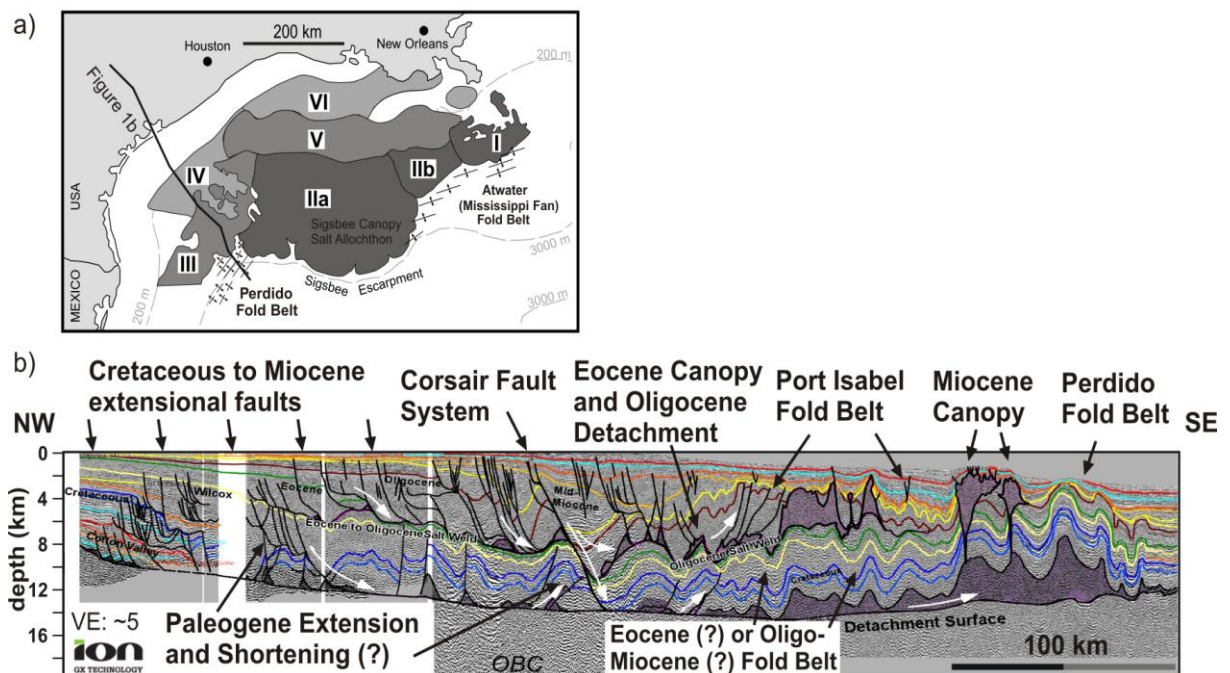 a)
200 km
Houston
New Orleans
200 m
Figure 1b
VI
V
I
IV
IIb
IIa
Atwater
(Mississippi Fan)
Fold Belt
USA
Sigsbee Canopy
Salt Allochthon
3000 m
III
MEXICO
200 m
Perdido
Fold Belt
Sigsbee Escarpment
3000 m
b)
Cretaceous to Miocene
extensional faults
Corsair Fault
System
Eocene Canopy
and Oligocene
Detachment
Port Isabel
Fold Belt
Miocene
Canopy
Perdido
Fold Belt
NW
SE
0
4
8
12
16
depth (km)
Cretaceous
Wilcox
Eocene
Oligocene
Mid-
Miocene
Cotton Valley
Eocene to Oligocene Salt Weld
Oligocene Salt Weld
Cretaceous
VE: ~5
ion
GX TECHNOLOGY
Paleogene Extension
and Shortening (?)
OBC
Eocene (?) or Oligo-
Miocene (?) Fold Belt
Detachment Surface
100 km